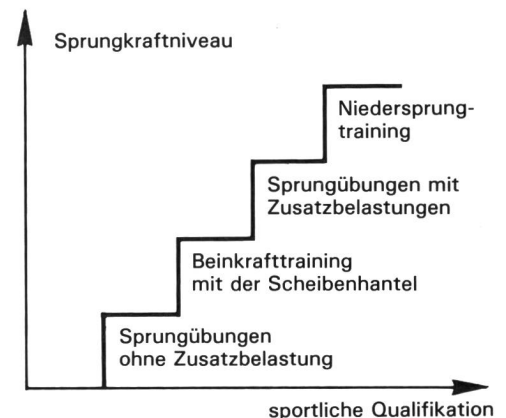 Sprungkraftniveau
Niedersprung-
training
Sprungübungen mit
Zusatzbelastungen
Beinkrafttraining
mit der Scheibenhantel
Sprungübungen
ohne Zusatzbelastung
sportliche Qualifikation